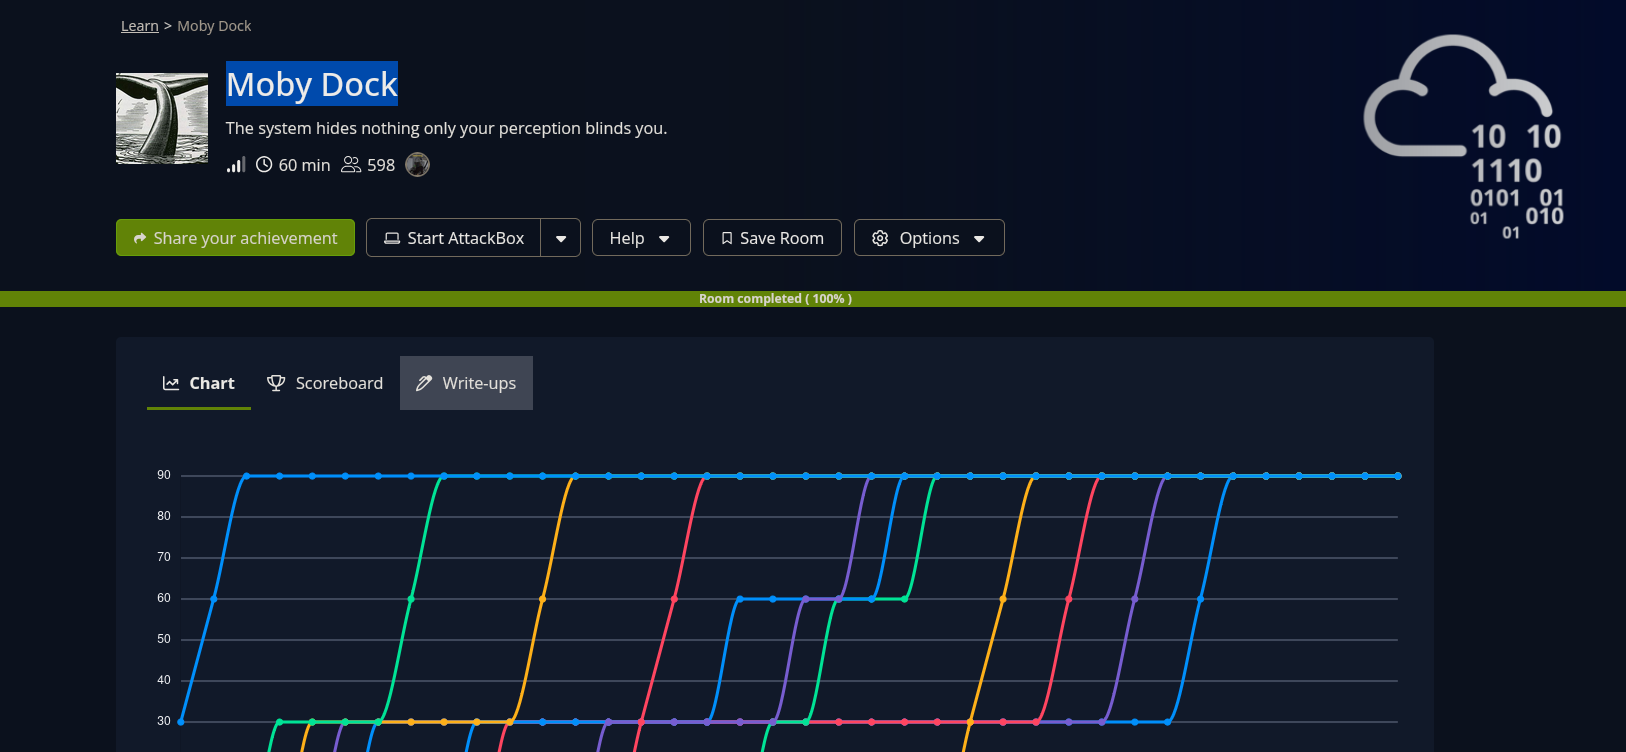 Learn > Moby Dock
Moby Dock
The system hides nothing only your perception blinds you.
60 min 598
Share your achievement Start AttackBox Help Save Room Options
10 10
1110
0101 01
01 010
01
Room completed ( 100% )
Chart Scoreboard Write-ups
90
80
70
60
50
40
30